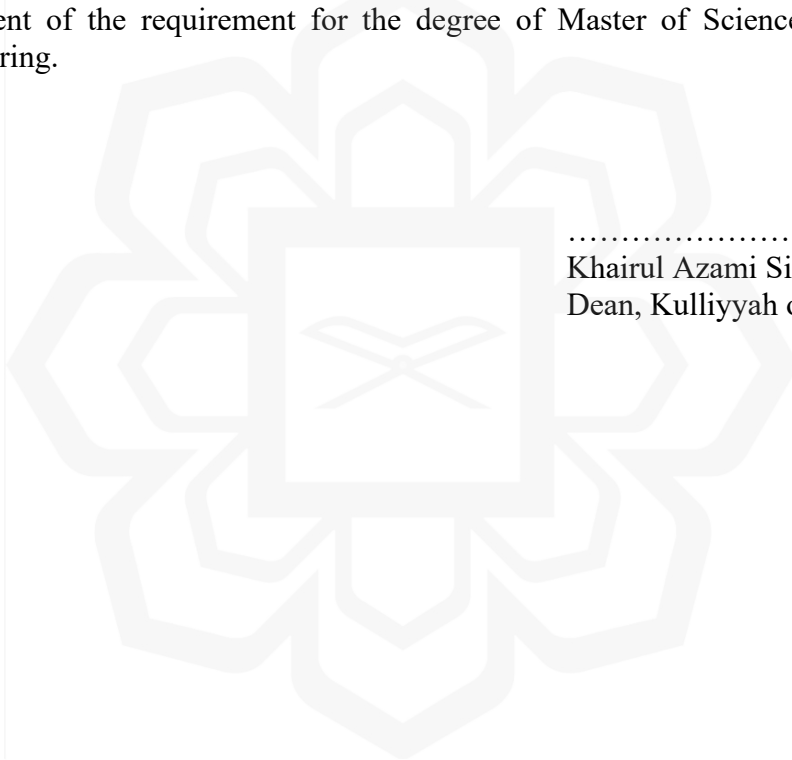 ent of the requirement for the degree of Master of Science
ring.
……………………
Khairul Azami Si
Dean, Kulliyyah